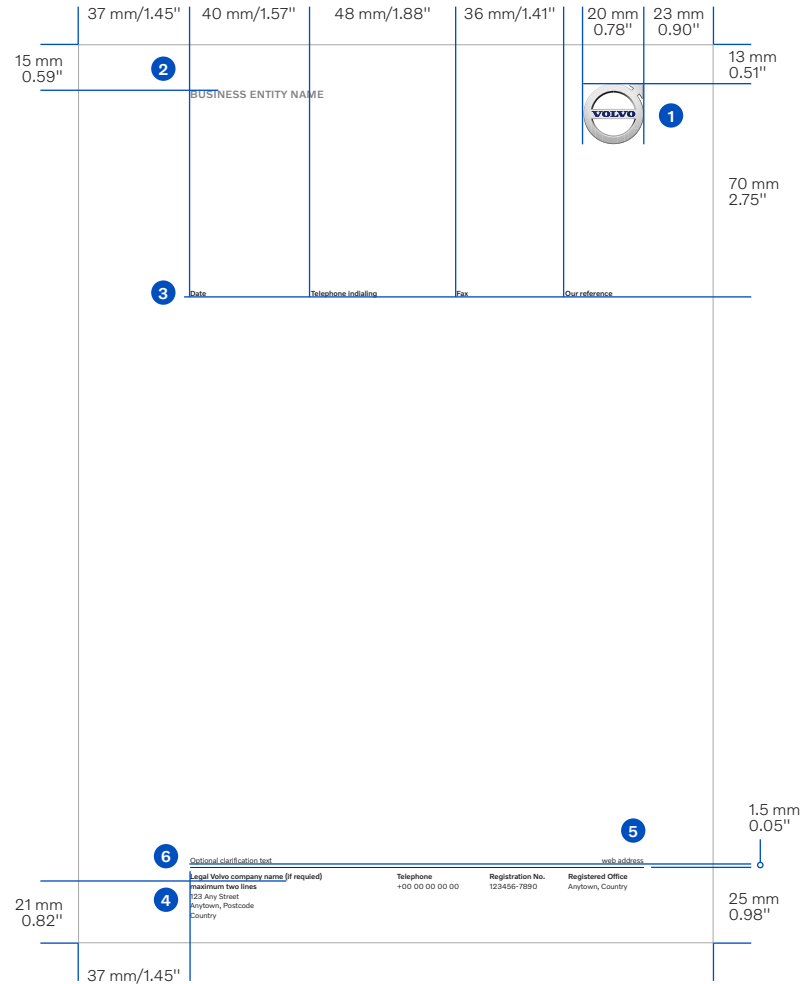 37 mm/1.45"
40 mm/1.57"
48 mm/1.88"
36 mm/1.41"
20 mm
0.78"
23 mm
0.90"
15 mm
0.59"
2
13 mm
0.51"
BUSINESS ENTITY NAME
VOLVO
1
70 mm
2.75"
3
Date
Telephone indialing
Fax
Our reference
1.5 mm
0.05"
5
6
Optional clarification text
web address
Legal Volvo company name (if requied)
maximum two lines
123 Any Street
Anytown, Postcode
Country
Telephone
+00 00 00 00 00
Registration No.
123456-7890
Registered Office
Anytown, Country
4
21 mm
0.82"
25 mm
0.98"
37 mm/1.45"